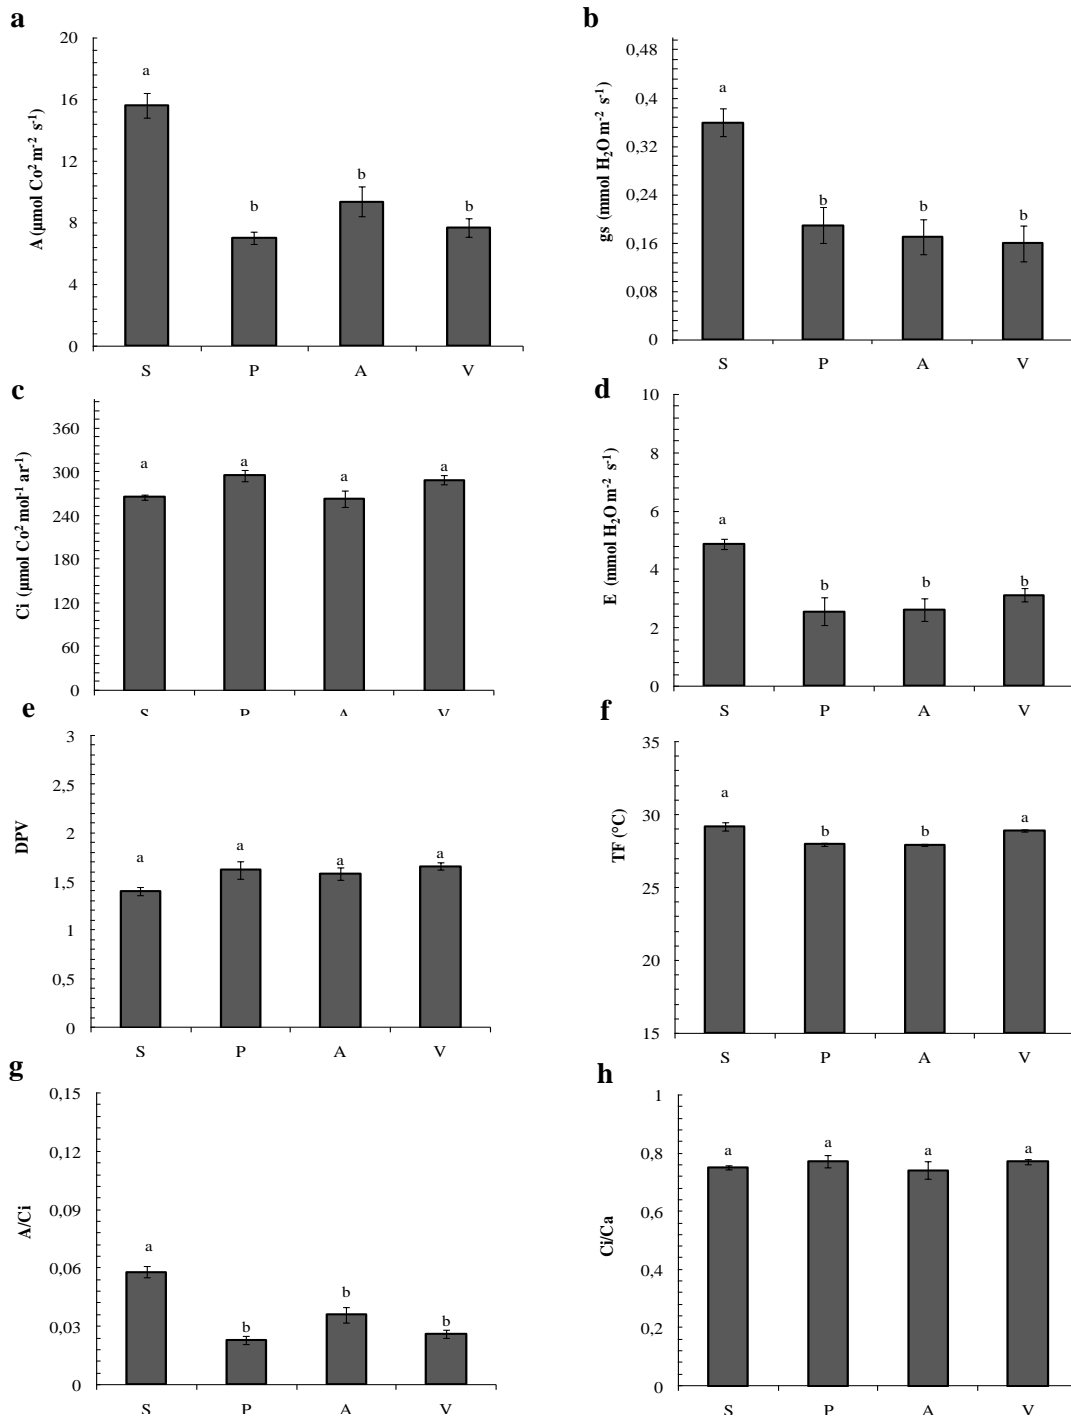 a
A (µmol Co² m⁻² s⁻¹)
20
16
12
8
4
0
a
b
b
b
S P A V
b
gs (mmol H₂O m⁻² s⁻¹)
0,48
0,4
0,32
0,24
0,16
0,08
0
a
b
b
b
S P A V
c
Ci (µmol Co² mol⁻¹ ar⁻¹)
360
300
240
180
120
60
0
a
a
a
a
S P A V
d
E (mmol H₂O m⁻² s⁻¹)
10
8
6
4
2
0
a
b
b
b
S P A V
e
DPV
3
2,5
2
1,5
1
0,5
0
a
a
a
a
S P A V
f
TF (°C)
35
30
25
20
15
a
b
b
a
S P A V
g
A/Ci
0,15
0,12
0,09
0,06
0,03
0
a
b
b
b
S P A V
h
Ci/Ca
1
0,8
0,6
0,4
0,2
0
a
a
a
a
S P A V